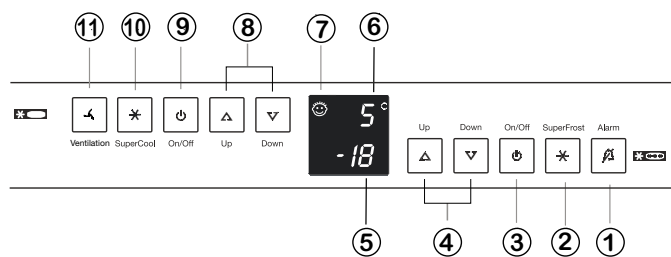 11 10 9 8 7 6
5 °C
Ventilation SuperCool On/Off Up Down
-18
Up Down On/Off SuperFrost Alarm
5 4 3 2 1